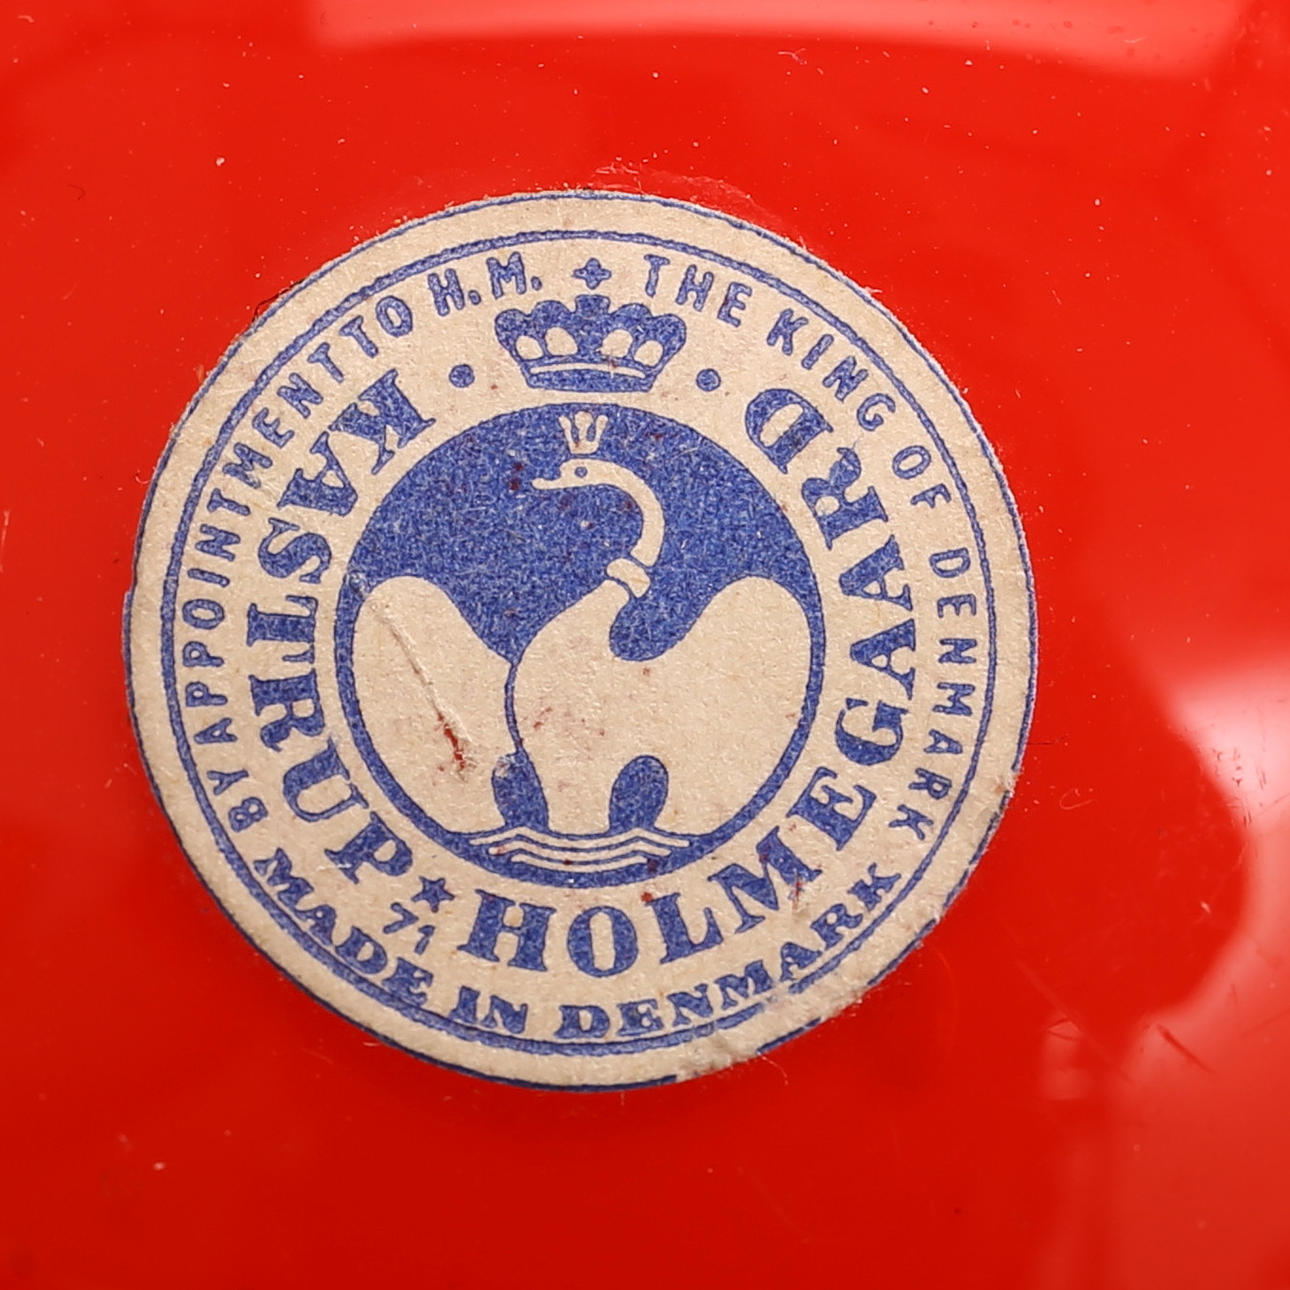 BY APPOINTMENT TO H.M. THE KING OF DENMARK
KASTRUP ★ HOLMEGAARD
71
MADE IN DENMARK